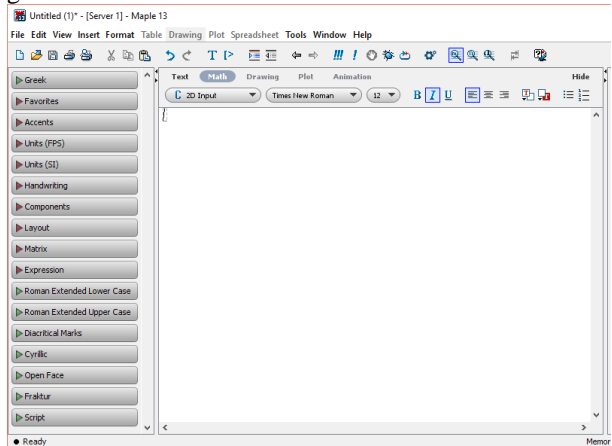 Untitled (1)* - [Server 1] - Maple 13
File Edit View Insert Format Table Drawing Plot Spreadsheet Tools Window Help
Text Math Drawing Plot Animation Hide
C 2D Input Times New Roman 12 B I U
Greek
Favorites
Accents
Units (FPS)
Units (SI)
Handwriting
Components
Layout
Matrix
Expression
Roman Extended Lower Case
Roman Extended Upper Case
Diacritical Marks
Cyrillic
Open Face
Fraktur
Script
Ready Memor